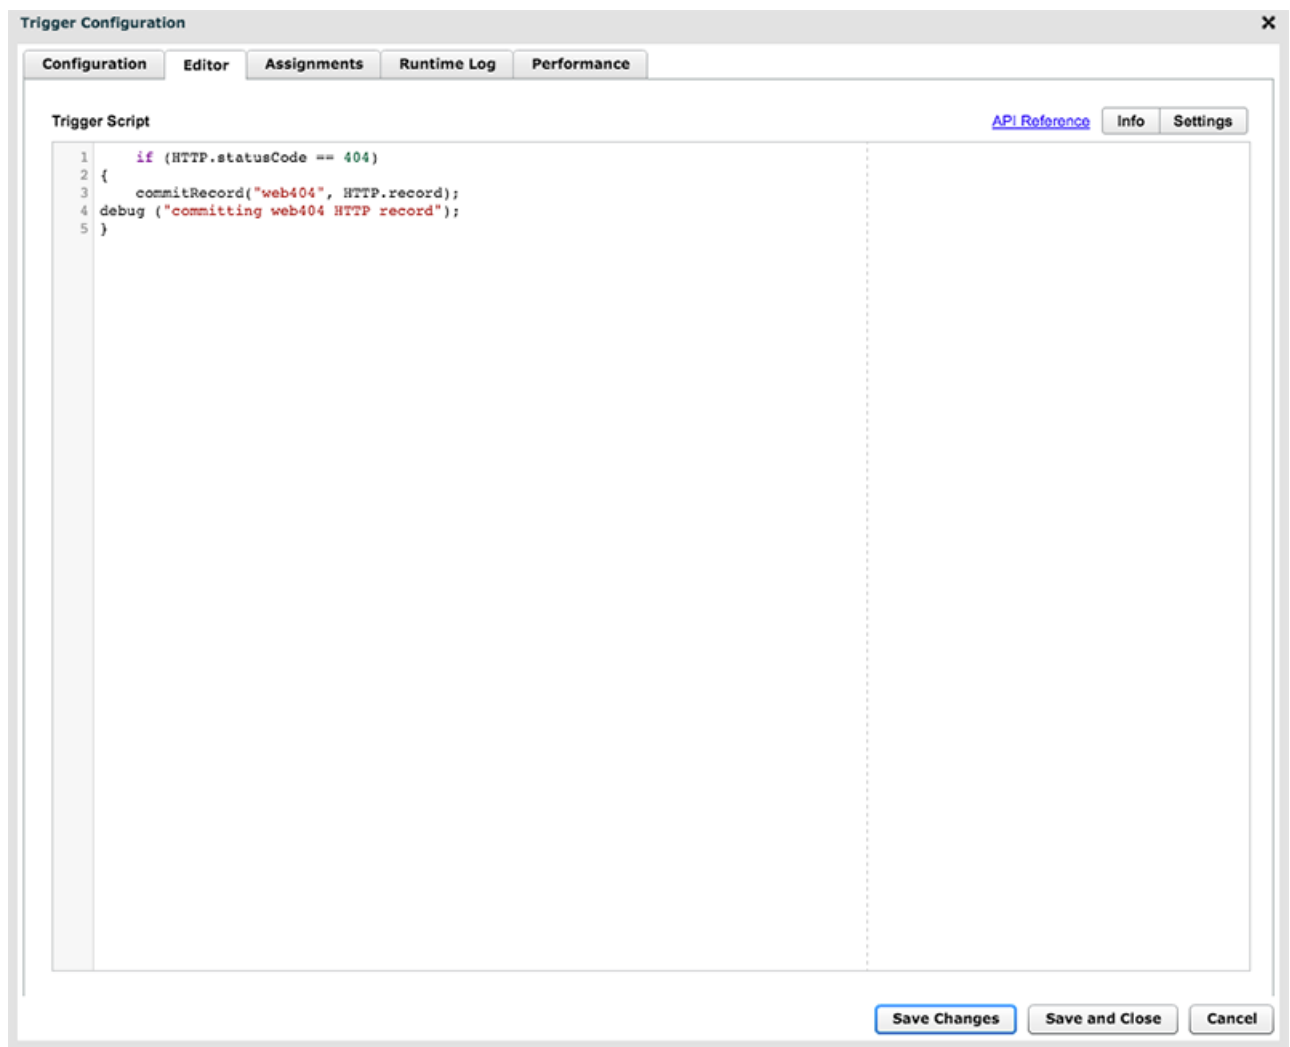 Trigger Configuration
Configuration Editor Assignments Runtime Log Performance
Trigger Script API Reference Info Settings
1 if (HTTP.statusCode == 404)
2 {
3 commitRecord("web404", HTTP.record);
4 debug ("committing web404 HTTP record");
5 }
Save Changes Save and Close Cancel